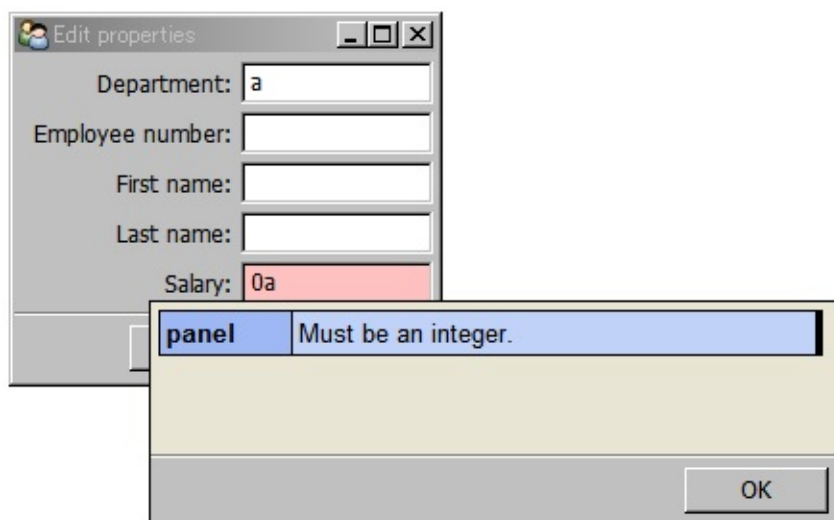 Edit properties
Department: a
Employee number:
First name:
Last name:
Salary: 0a
panel Must be an integer.
OK